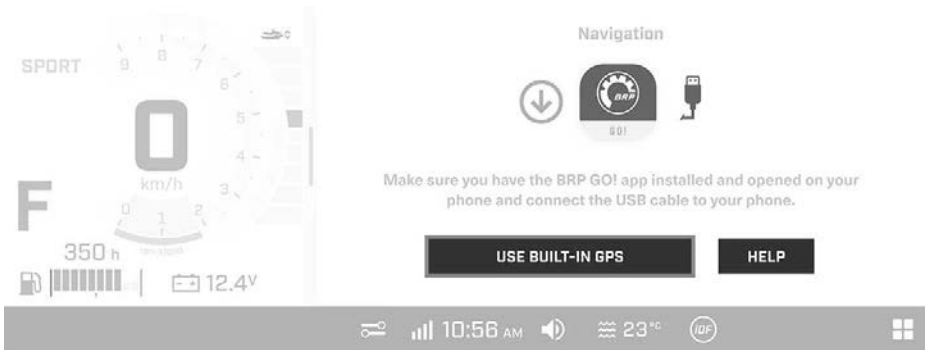 SPORT
9 8 7
6
5
4
3
0 1 2
0
km/h
F
350 h
12.4V
Navigation
BRP
GO!
Make sure you have the BRP GO! app installed and opened on your
phone and connect the USB cable to your phone.
USE BUILT-IN GPS
HELP
10:56 AM
23°C
iDF